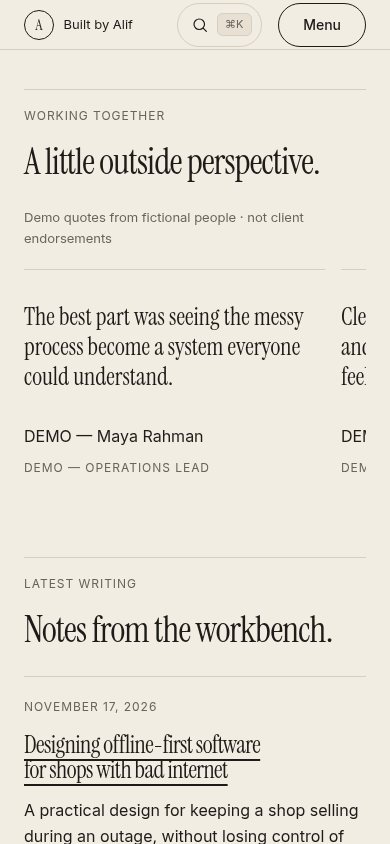 A Built by Alif ⌘K Menu
WORKING TOGETHER
A little outside perspective.
Demo quotes from fictional people · not client
endorsements
The best part was seeing the messy
process become a system everyone
could understand.
DEMO — Maya Rahman
DEMO — OPERATIONS LEAD
LATEST WRITING
Notes from the workbench.
NOVEMBER 17, 2026
Designing offline-first software
for shops with bad internet
A practical design for keeping a shop selling
during an outage, without losing control of